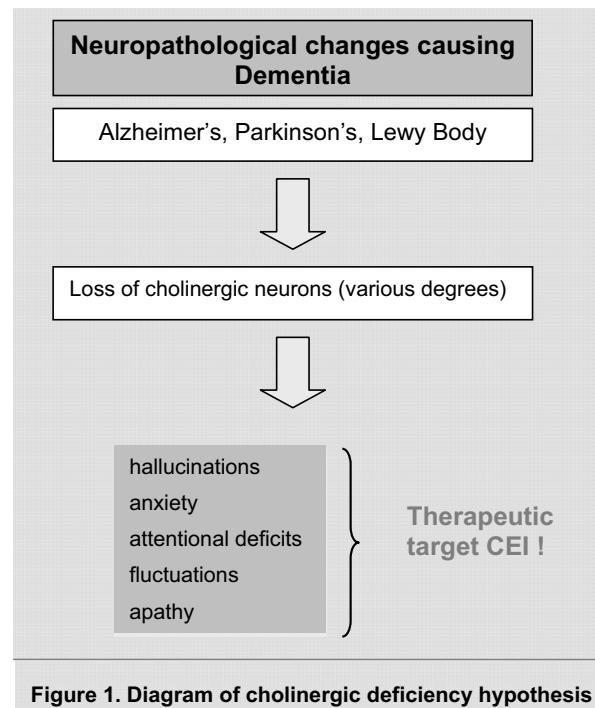 Neuropathological changes causing
Dementia
Alzheimer's, Parkinson's, Lewy Body
Loss of cholinergic neurons (various degrees)
hallucinations
anxiety
attentional deficits
fluctuations
apathy
Therapeutic
target CEI !
Figure 1. Diagram of cholinergic deficiency hypothesis